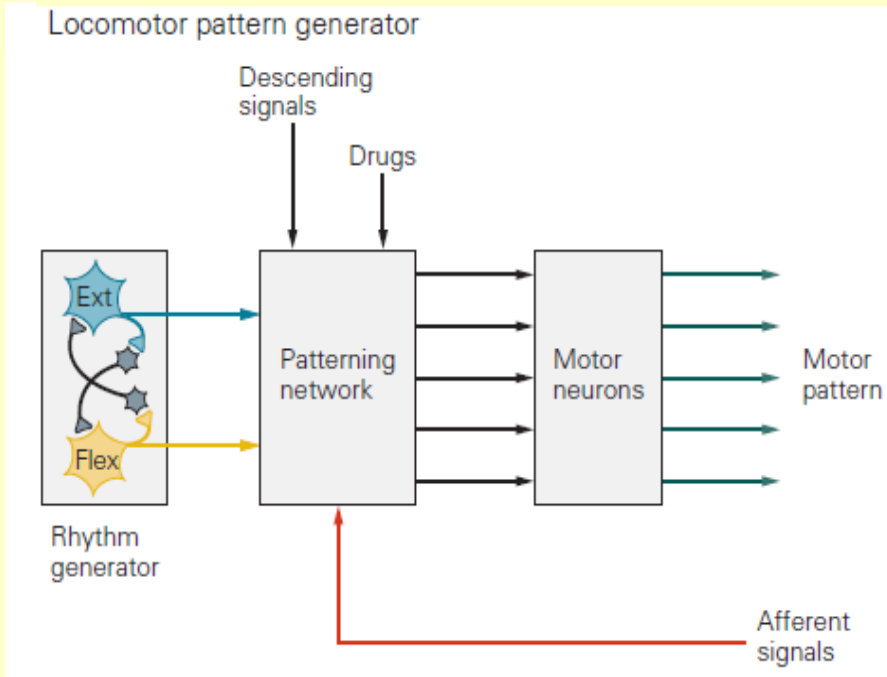 Locomotor pattern generator
Descending
signals
Drugs
Ext
Flex
Patterning
network
Motor
neurons
Motor
pattern
Rhythm
generator
Afferent
signals